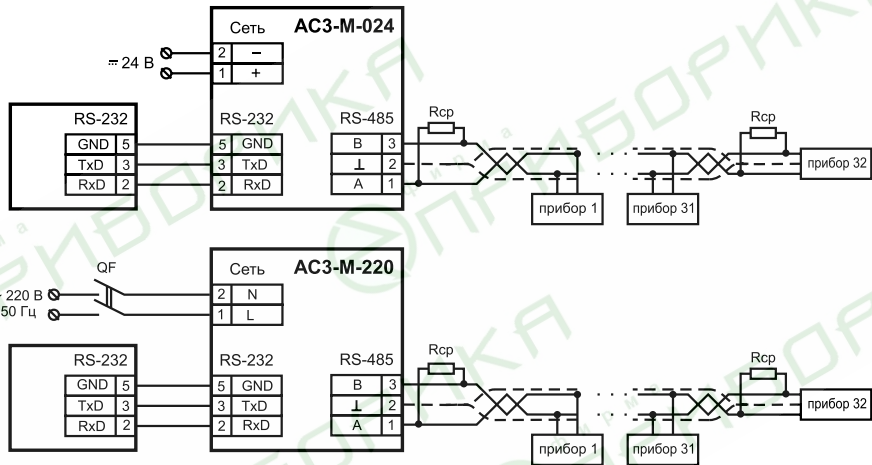 Сеть АС3-М-024
2 –
1 +
⎓ 24 В
RS-232 RS-232 RS-485 Rср Rср
GND 5 5 GND B 3
TxD 3 3 TxD ⊥ 2
RxD 2 2 RxD A 1
прибор 1 прибор 31 прибор 32
QF
Сеть АС3-М-220
~ 220 В
50 Гц
2 N
1 L
RS-232 RS-232 RS-485 Rср Rср
GND 5 5 GND B 3
TxD 3 3 TxD ⊥ 2
RxD 2 2 RxD A 1
прибор 1 прибор 31 прибор 32
ПРИБОРИКА